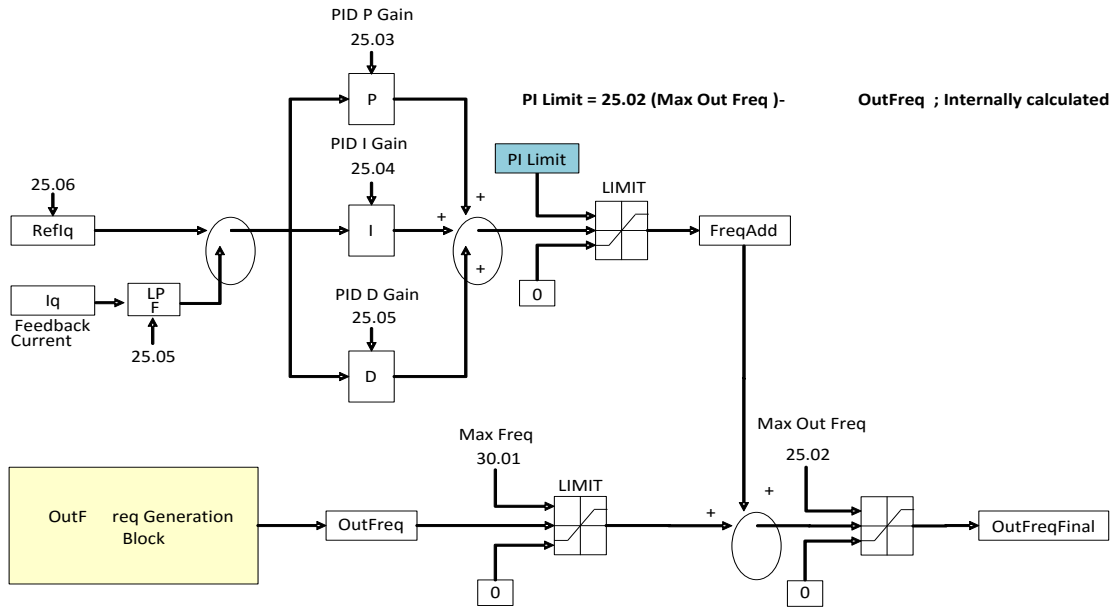 PID P Gain
25.03
P
PI Limit = 25.02 (Max Out Freq )- OutFreq ; Internally calculated
PID I Gain
25.04
I
PI Limit
LIMIT
25.06
RefIq
+
+
+
FreqAdd
0
Iq
Feedback
Current
LP
F
25.05
PID D Gain
25.05
D
Max Freq
30.01
LIMIT
Max Out Freq
25.02
OutF req Generation
Block
OutFreq
+
+
OutFreqFinal
0
0